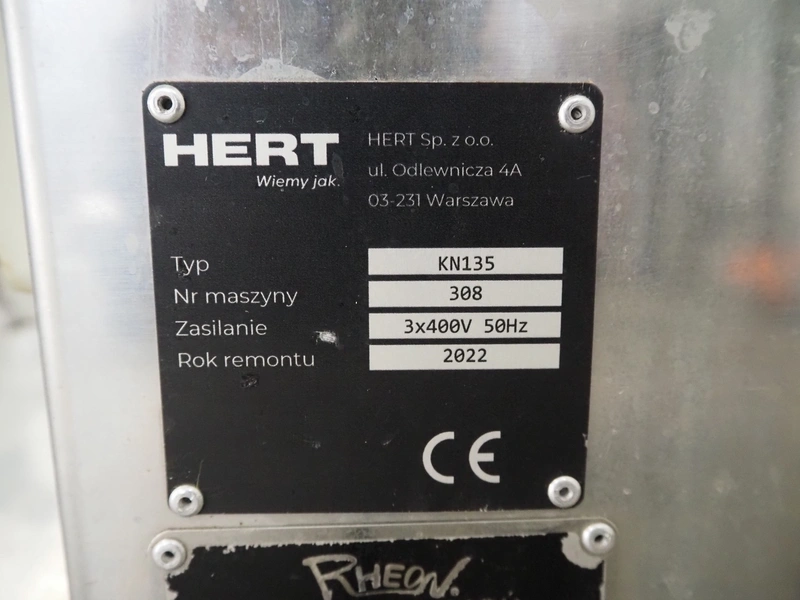 HERT
Wiemy jak.
HERT Sp. z o.o.
ul. Odlewnicza 4A
03-231 Warszawa
Typ KN135
Nr maszyny 308
Zasilanie 3x400V 50Hz
Rok remontu 2022
CE
RHEON.